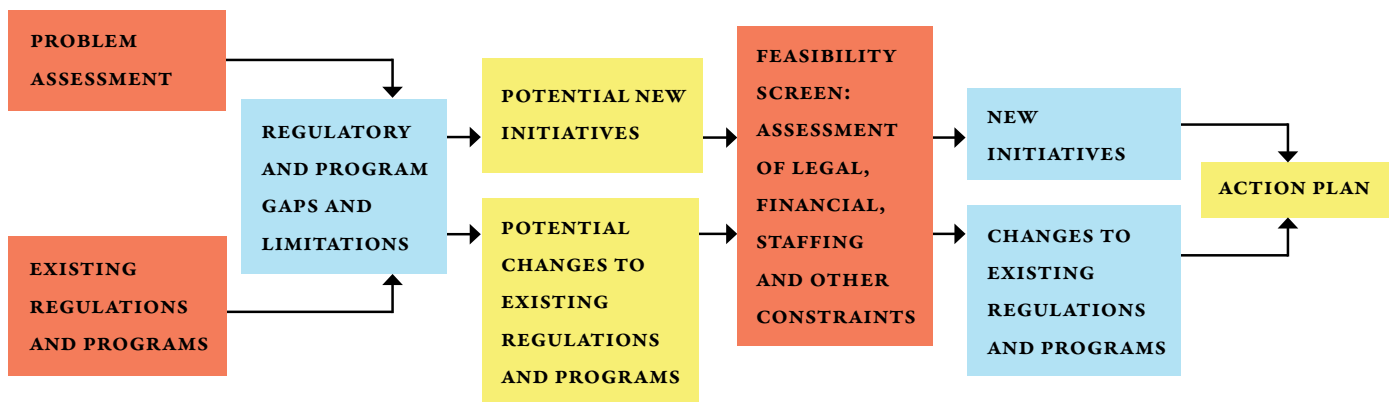 PROBLEM
ASSESSMENT
EXISTING
REGULATIONS
AND PROGRAMS
REGULATORY
AND PROGRAM
GAPS AND
LIMITATIONS
POTENTIAL NEW
INITIATIVES
POTENTIAL
CHANGES TO
EXISTING
REGULATIONS
AND PROGRAMS
FEASIBILITY
SCREEN:
ASSESSMENT
OF LEGAL,
FINANCIAL,
STAFFING
AND OTHER
CONSTRAINTS
NEW
INITIATIVES
CHANGES TO
EXISTING
REGULATIONS
AND PROGRAMS
ACTION PLAN